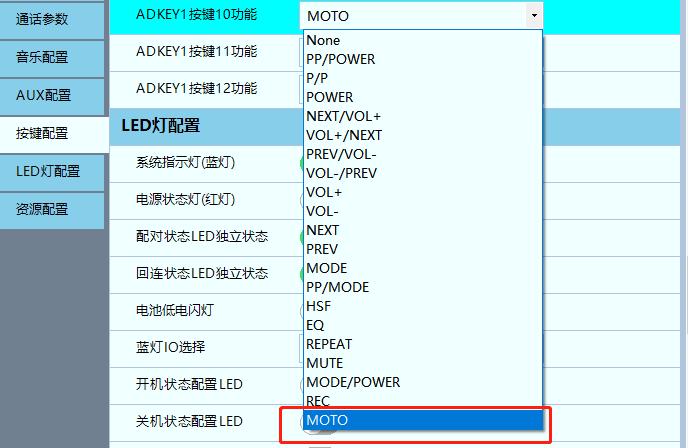 通话参数
音乐配置
AUX配置
按键配置
LED灯配置
资源配置
ADKEY1按键10功能
MOTO
ADKEY1按键11功能
ADKEY1按键12功能
LED灯配置
系统指示灯(蓝灯)
电源状态灯(红灯)
配对状态LED独立状态
回连状态LED独立状态
电池低电闪灯
蓝灯IO选择
开机状态配置LED
关机状态配置LED
None
PP/POWER
P/P
POWER
NEXT/VOL+
VOL+/NEXT
PREV/VOL-
VOL-/PREV
VOL+
VOL-
NEXT
PREV
MODE
PP/MODE
HSF
EQ
REPEAT
MUTE
MODE/POWER
REC
MOTO